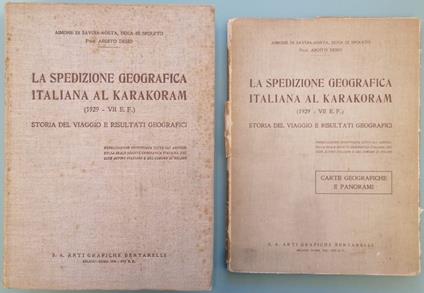 AIMONE DI SAVOIA-AOSTA, DUCA DI SPOLETO
PROF. ARDITO DESIO
LA SPEDIZIONE GEOGRAFICA
ITALIANA AL KARAKORAM
(1929 - VII E. F.)
STORIA DEL VIAGGIO E RISULTATI GEOGRAFICI
S. A. ARTI GRAFICHE BERTARELLI
AIMONE DI SAVOIA-AOSTA, DUCA DI SPOLETO
PROF. ARDITO DESIO
LA SPEDIZIONE GEOGRAFICA
ITALIANA AL KARAKORAM
(1929 - VII E. F.)
STORIA DEL VIAGGIO E RISULTATI GEOGRAFICI
CARTE GEOGRAFICHE
E PANORAMI
S. A. ARTI GRAFICHE BERTARELLI